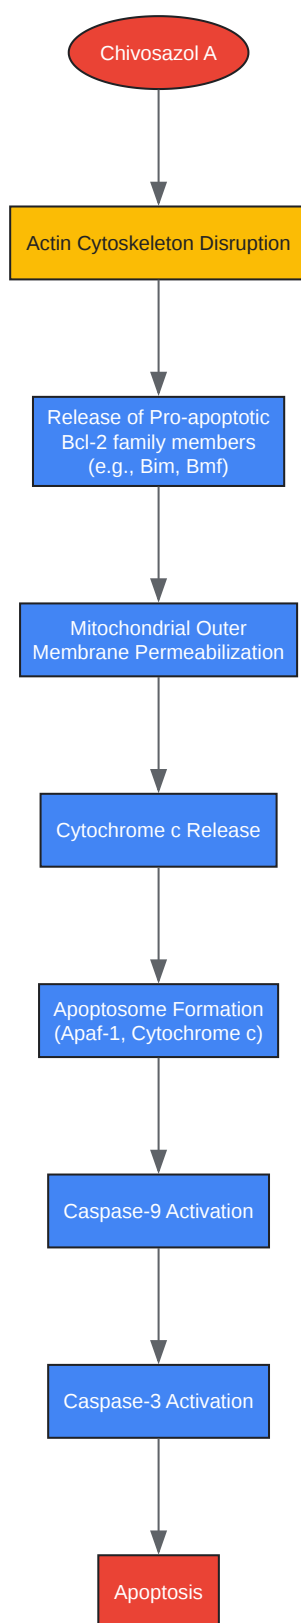 Chivosazol A
Actin Cytoskeleton Disruption
Release of Pro-apoptotic
Bcl-2 family members
(e.g., Bim, Bmf)
Mitochondrial Outer
Membrane Permeabilization
Cytochrome c Release
Apoptosome Formation
(Apaf-1, Cytochrome c)
Caspase-9 Activation
Caspase-3 Activation
Apoptosis